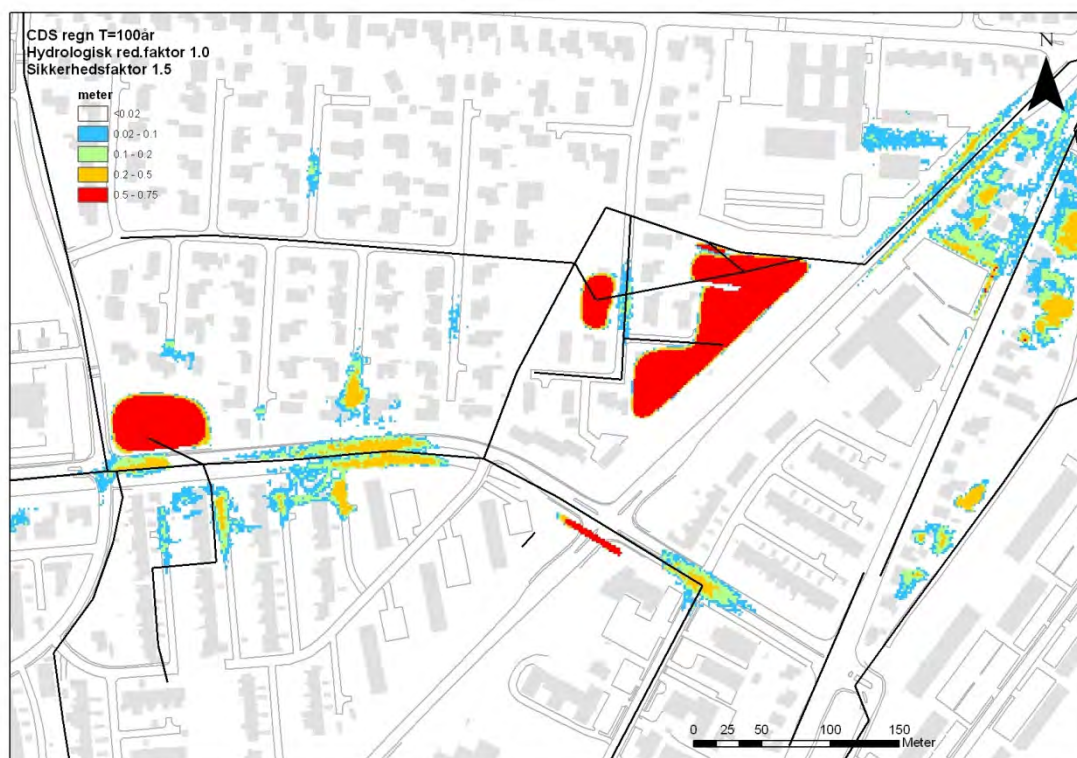 CDS regn T=100år
Hydrologisk red.faktor 1.0
Sikkerhedsfaktor 1.5
meter
<0.02
0.02 - 0.1
0.1 - 0.2
0.2 - 0.5
0.5 - 0.75
N
0 25 50 100 150
Meter